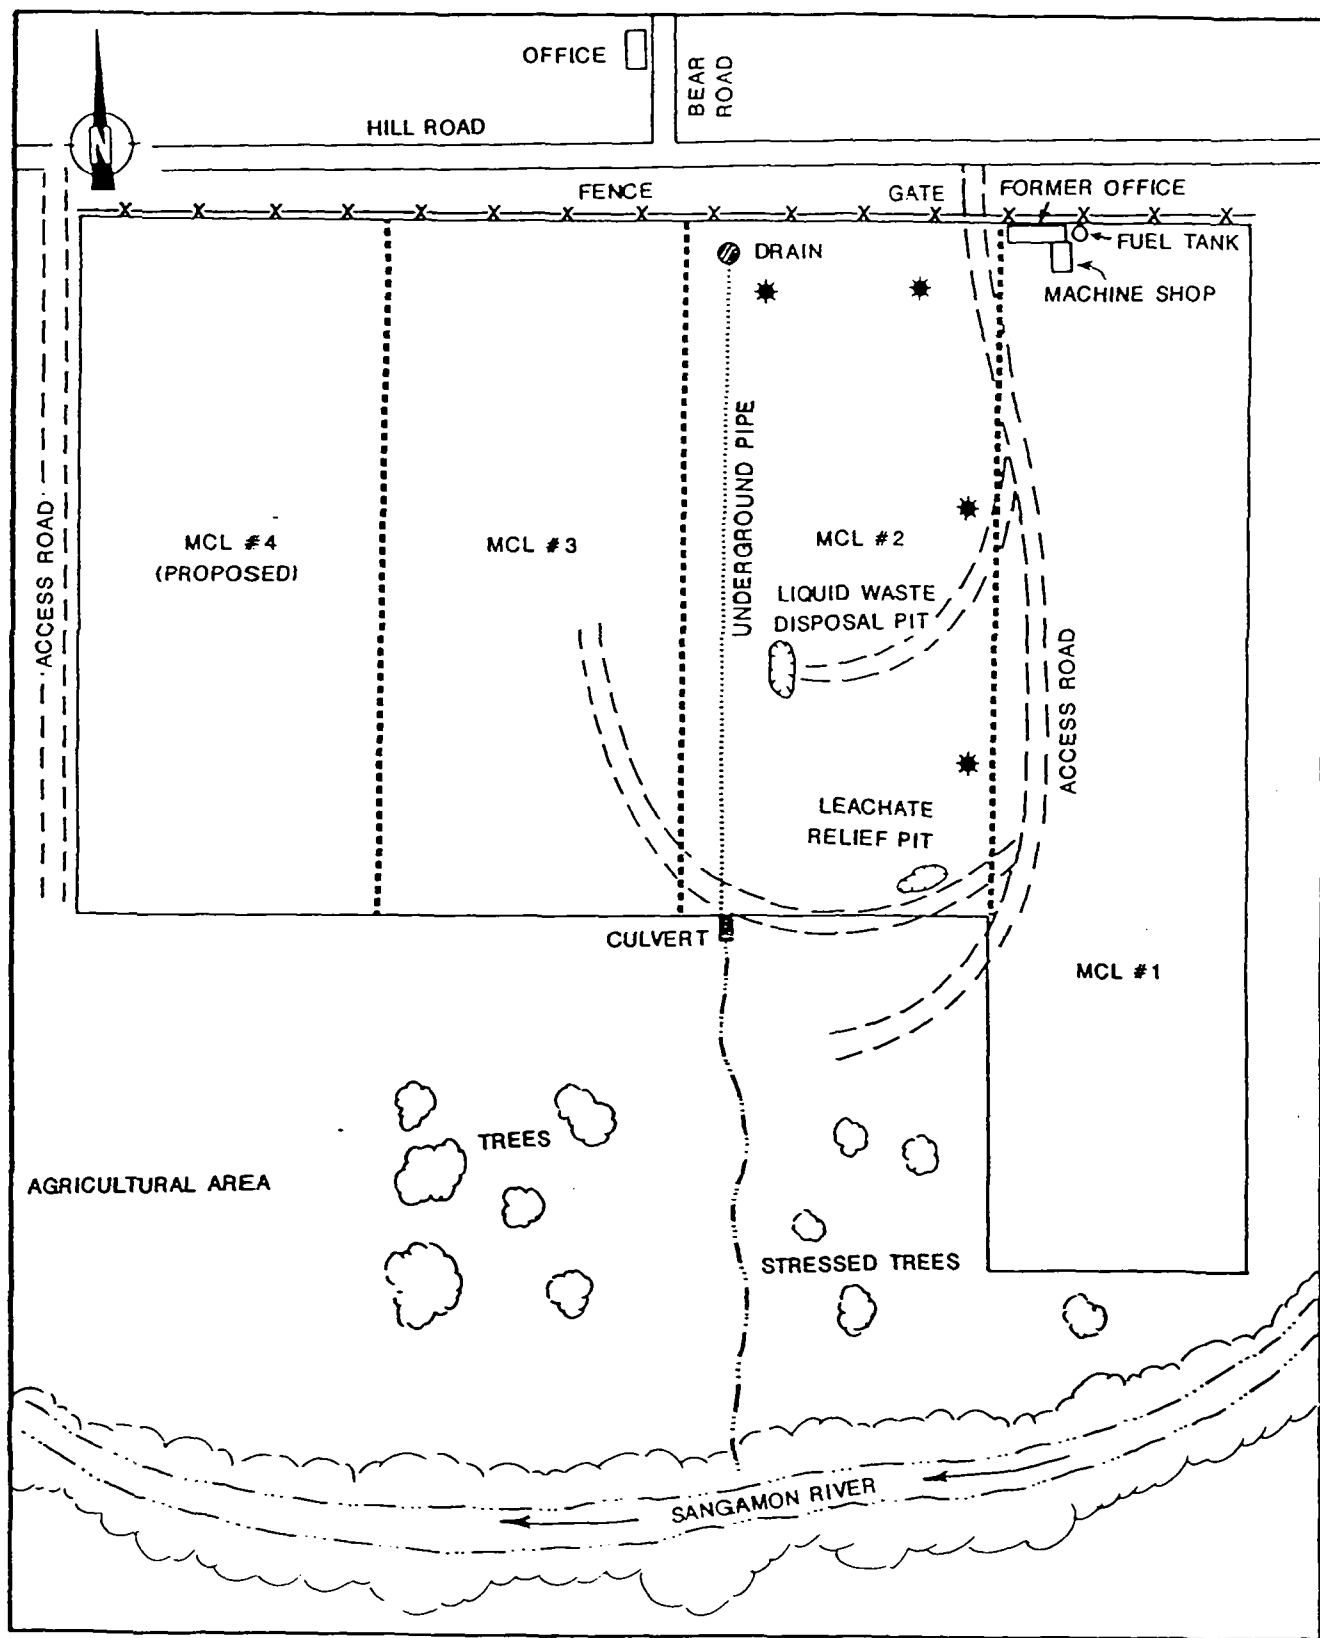 OFFICE
BEAR
ROAD
HILL ROAD
N
FENCE
GATE
FORMER OFFICE
DRAIN
FUEL TANK
MACHINE SHOP
ACCESS ROAD
UNDERGROUND PIPE
MCL #4
(PROPOSED)
MCL #3
MCL #2
LIQUID WASTE
DISPOSAL PIT
ACCESS ROAD
LEACHATE
RELIEF PIT
CULVERT
MCL #1
TREES
AGRICULTURAL AREA
STRESSED TREES
SANGAMON RIVER